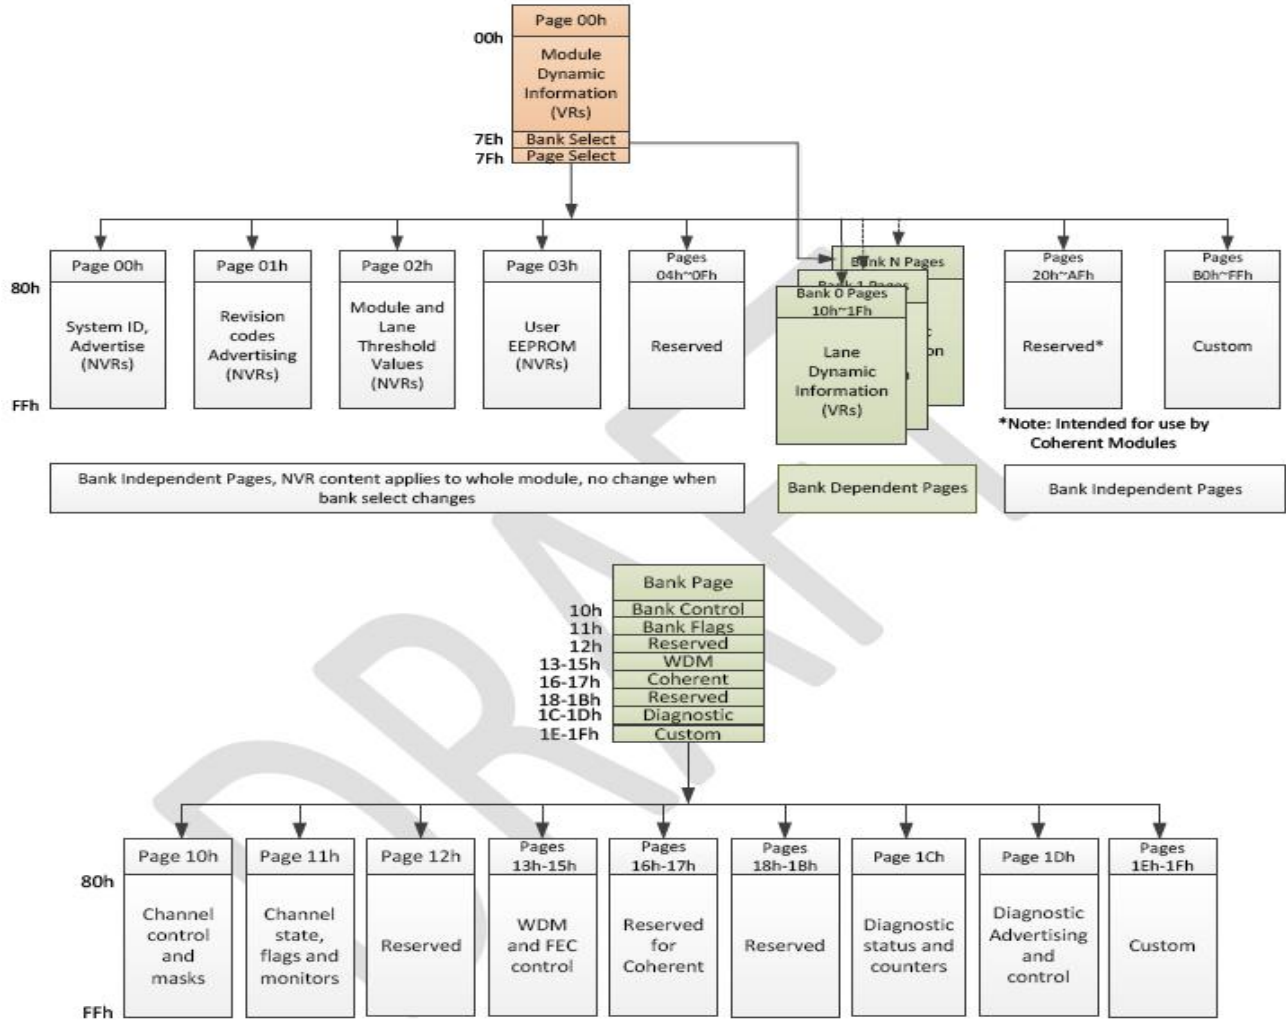 Page 00h
00h
Module
Dynamic
Information
(VRs)
7Eh
Bank Select
7Fh
Page Select
Page 00h
80h
System ID,
Advertise
(NVRs)
FFh
Page 01h
Revision
codes
Advertising
(NVRs)
Page 02h
Module and
Lane
Threshold
Values
(NVRs)
Page 03h
User
EEPROM
(NVRs)
Pages
04h~0Fh
Reserved
Bank N Pages
Bank 1 Pages
Bank 0 Pages
10h~1Fh
Lane
Dynamic
Information
(VRs)
Pages
20h~AFh
Reserved*
*Note: Intended for use by
Coherent Modules
Pages
B0h~FFh
Custom
Bank Independent Pages, NVR content applies to whole module, no change when
bank select changes
Bank Dependent Pages
Bank Independent Pages
Bank Page
10h
Bank Control
11h
Bank Flags
12h
Reserved
13-15h
WDM
16-17h
Coherent
18-1Bh
Reserved
1C-1Dh
Diagnostic
1E-1Fh
Custom
Page 10h
80h
Channel
control
and
masks
FFh
Page 11h
Channel
state,
flags and
monitors
Page 12h
Reserved
Pages
13h-15h
WDM
and FEC
control
Pages
16h-17h
Reserved
for
Coherent
Pages
18h-1Bh
Reserved
Page 1Ch
Diagnostic
status and
counters
Page 1Dh
Diagnostic
Advertising
and
control
Pages
1Eh-1Fh
Custom
DRAFT